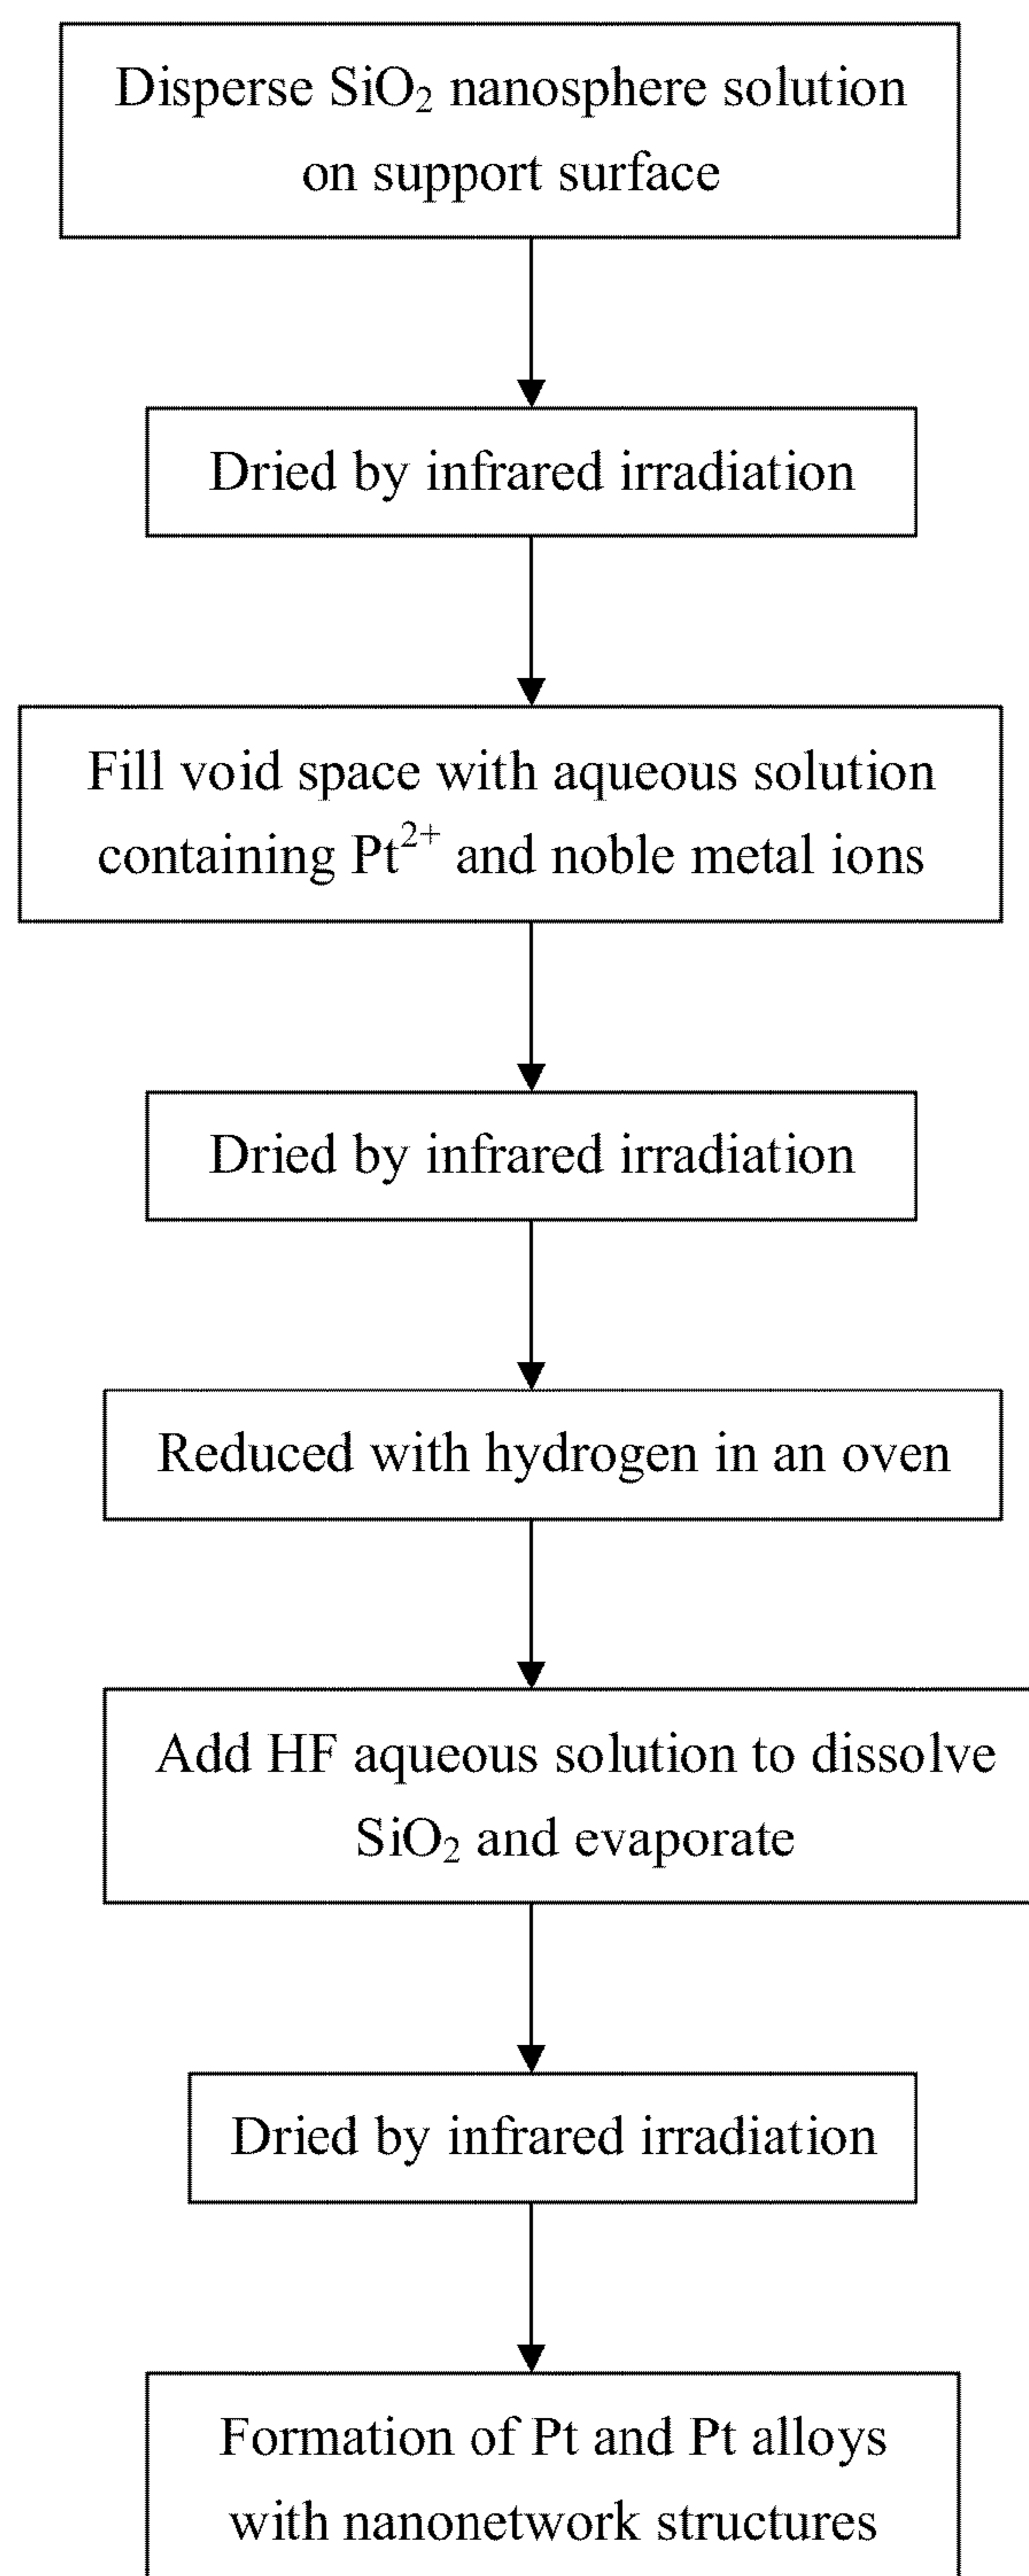 Disperse SiO₂ nanosphere solution
on support surface
Dried by infrared irradiation
Fill void space with aqueous solution
containing Pt²⁺ and noble metal ions
Dried by infrared irradiation
Reduced with hydrogen in an oven
Add HF aqueous solution to dissolve
SiO₂ and evaporate
Dried by infrared irradiation
Formation of Pt and Pt alloys
with nanonetwork structures